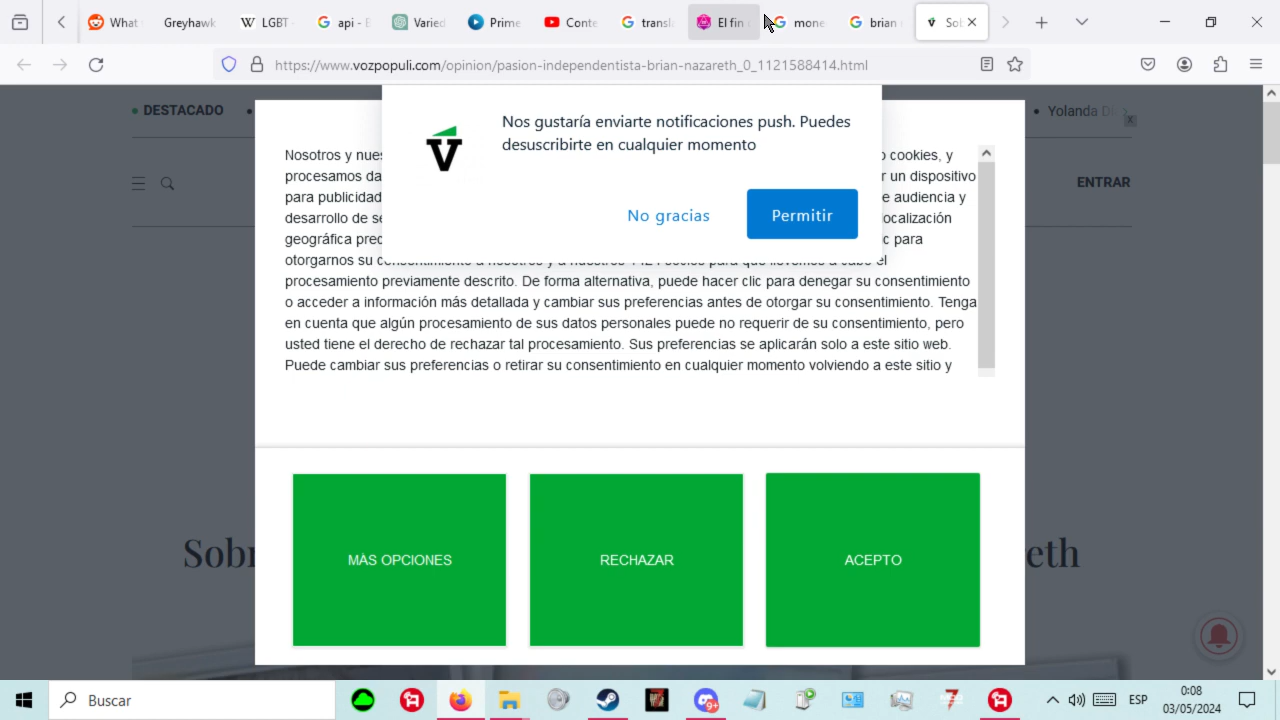 What
Greyhawk
LGBT
api - E
Varied
Prime
Conte
transla
El fin
mone
brian
Sob
https://www.vozpopuli.com/opinion/pasion-independentista-brian-nazareth_0_1121588414.html
DESTACADO
Yolanda D
X
Nos gustaría enviarte notificaciones push. Puedes
desuscribirte en cualquier momento
No gracias
Permitir
ENTRAR
Nosotros y nues o cookies, y
procesamos da r un dispositivo
para publicidad e audiencia y
desarrollo de se ocalización
geográfica prec c para
otorgarnos su
procesamiento previamente descrito. De forma alternativa, puede hacer clic para denegar su consentimiento
o acceder a información más detallada y cambiar sus preferencias antes de otorgar su consentimiento. Tenga
en cuenta que algún procesamiento de sus datos personales puede no requerir de su consentimiento, pero
usted tiene el derecho de rechazar tal procesamiento. Sus preferencias se aplicarán solo a este sitio web.
Puede cambiar sus preferencias o retirar su consentimiento en cualquier momento volviendo a este sitio y
MÁS OPCIONES
RECHAZAR
ACEPTO
Sobr eth
Buscar
9+
ESP
0:08
03/05/2024